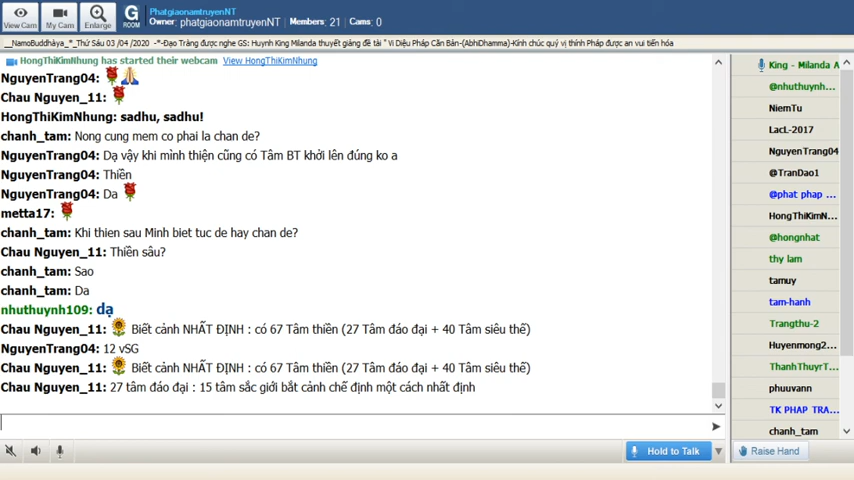 View Cam
My Cam
Enlarge
G
ROOM
PhatgiaonamtruyenNT
Owner: phatgiaonamtruyenNT | Members: 21 | Cams: 0
__NamoBuddhàya_*_Thứ Sáu 03 /04 /2020 -*-Đạo Tràng được nghe GS: Huynh King Milanda thuyết giảng đề tài " Vi Diệu Pháp Căn Bản-(AbhiDhamma)-Kính chúc quý vị thính Pháp được an vui tiến hóa
HongThiKimNhung has started their webcam View HongThiKimNhung
NguyenTrang04:
Chau Nguyen_11:
HongThiKimNhung: sadhu, sadhu!
chanh_tam: Nong cung mem co phai la chan de?
NguyenTrang04: Dạ vậy khi mình thiện cũng có Tâm BT khởi lên đúng ko a
NguyenTrang04: Thiền
NguyenTrang04: Da
metta17:
chanh_tam: Khi thien sau Minh biet tuc de hay chan de?
Chau Nguyen_11: Thiền sâu?
chanh_tam: Sao
chanh_tam: Da
nhuthuynh109: dạ
Chau Nguyen_11: Biết cảnh NHẤT ĐỊNH : có 67 Tâm thiền (27 Tâm đáo đại + 40 Tâm siêu thế)
NguyenTrang04: 12 vSG
Chau Nguyen_11: Biết cảnh NHẤT ĐỊNH : có 67 Tâm thiền (27 Tâm đáo đại + 40 Tâm siêu thế)
Chau Nguyen_11: 27 tâm đáo đại : 15 tâm sắc giới bắt cảnh chế định một cách nhất định
Hold to Talk
King - Milanda A
@nhuthuynh...
NiemTu
LacL-2017
NguyenTrang04
@TranDao1
@phat phap ...
HongThiKimN...
@hongnhat
thy lam
tamuy
tam-hanh
Trangthu-2
Huyenmong2...
ThanhThuyrT...
phuuvann
TK PHAP TRA...
chanh_tam
Raise Hand